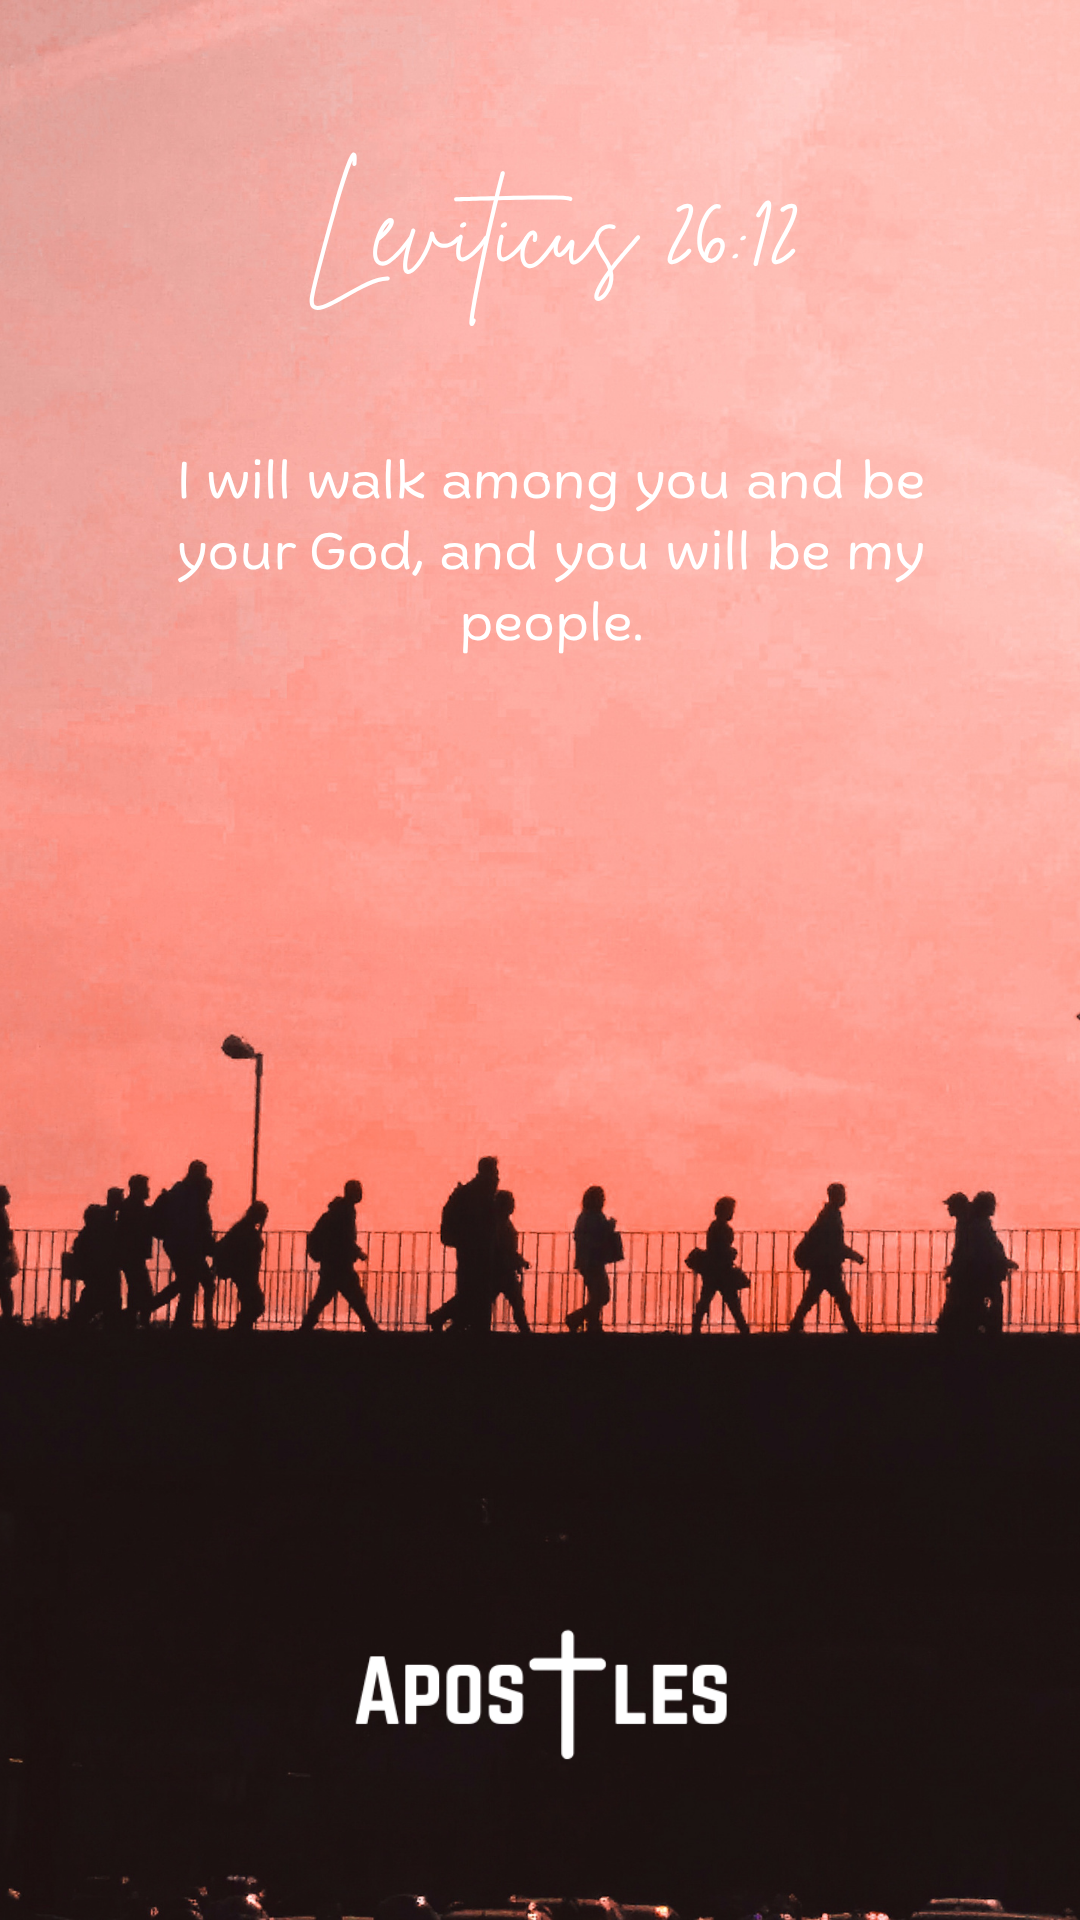 Leviticus 26:12
I will walk among you and be
your God, and you will be my
people.
APOSTLES